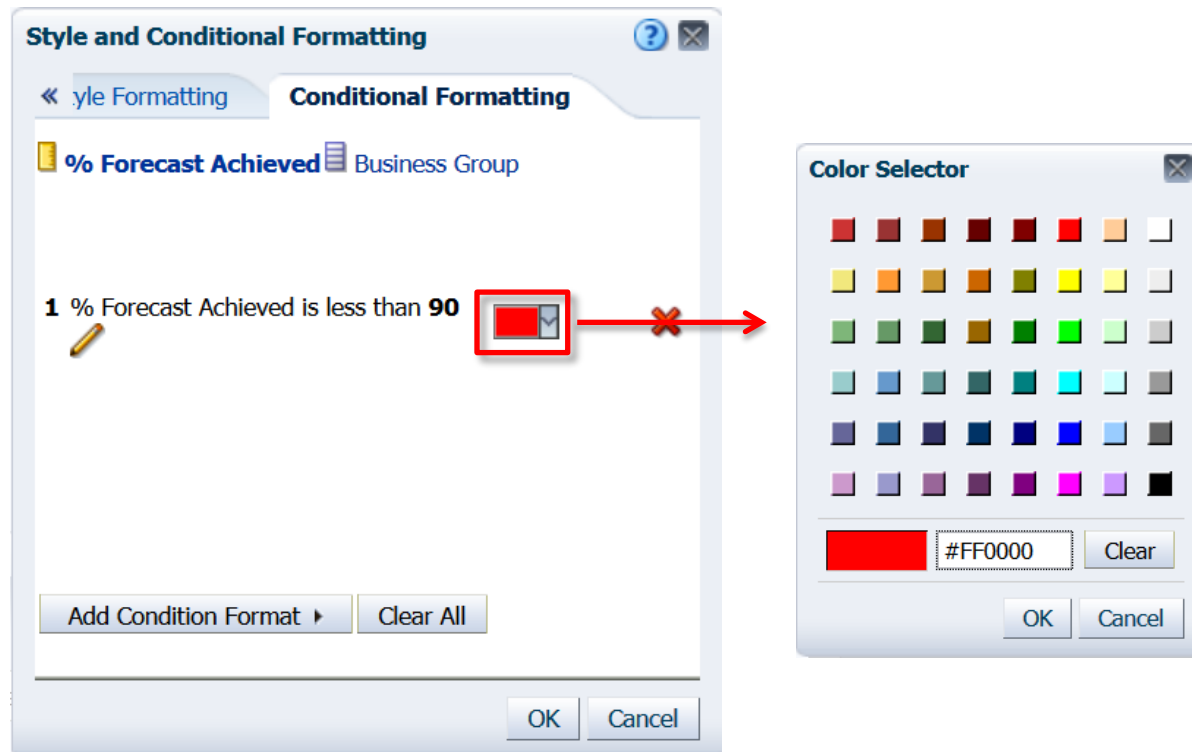 Style and Conditional Formatting
yle Formatting
Conditional Formatting
% Forecast Achieved Business Group
1 % Forecast Achieved is less than 90
Add Condition Format
Clear All
OK
Cancel
Color Selector
#FF0000
Clear
OK
Cancel